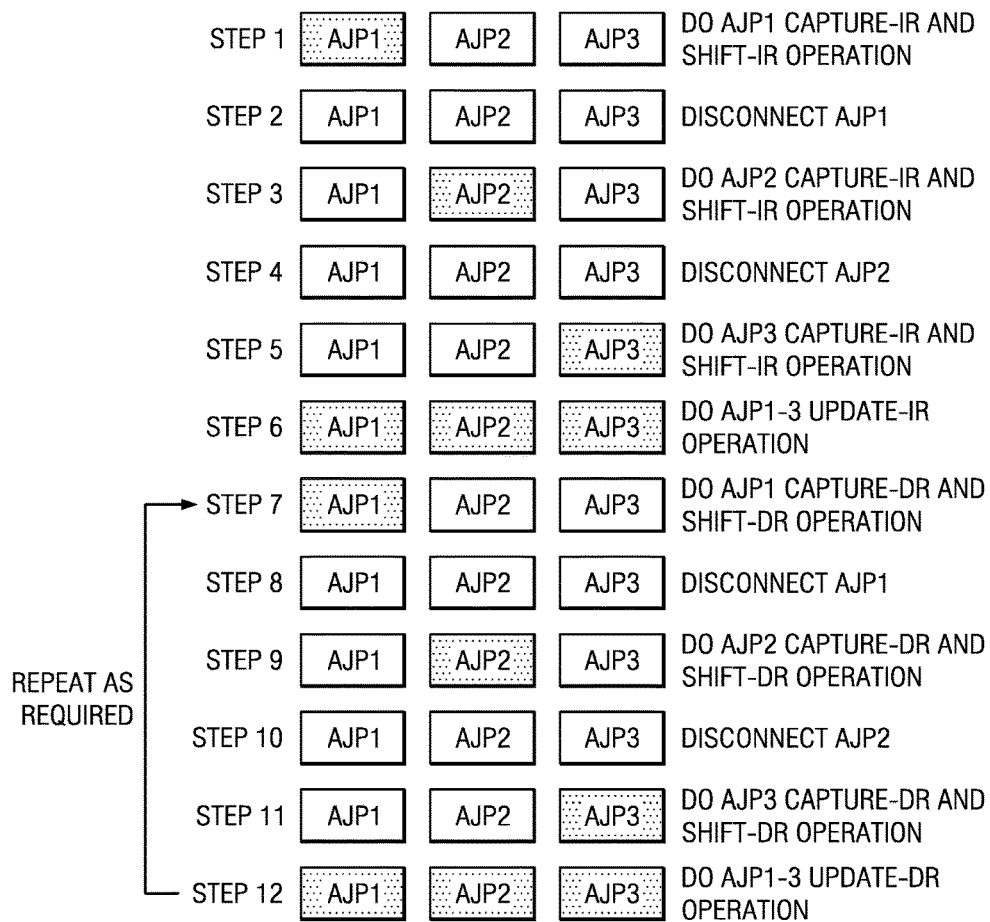 STEP 1 AJP1 AJP2 AJP3 DO AJP1 CAPTURE-IR AND
SHIFT-IR OPERATION
STEP 2 AJP1 AJP2 AJP3 DISCONNECT AJP1
STEP 3 AJP1 AJP2 AJP3 DO AJP2 CAPTURE-IR AND
SHIFT-IR OPERATION
STEP 4 AJP1 AJP2 AJP3 DISCONNECT AJP2
STEP 5 AJP1 AJP2 AJP3 DO AJP3 CAPTURE-IR AND
SHIFT-IR OPERATION
STEP 6 AJP1 AJP2 AJP3 DO AJP1-3 UPDATE-IR
OPERATION
STEP 7 AJP1 AJP2 AJP3 DO AJP1 CAPTURE-DR AND
SHIFT-DR OPERATION
STEP 8 AJP1 AJP2 AJP3 DISCONNECT AJP1
STEP 9 AJP1 AJP2 AJP3 DO AJP2 CAPTURE-DR AND
SHIFT-DR OPERATION
REPEAT AS
REQUIRED
STEP 10 AJP1 AJP2 AJP3 DISCONNECT AJP2
STEP 11 AJP1 AJP2 AJP3 DO AJP3 CAPTURE-DR AND
SHIFT-DR OPERATION
STEP 12 AJP1 AJP2 AJP3 DO AJP1-3 UPDATE-DR
OPERATION